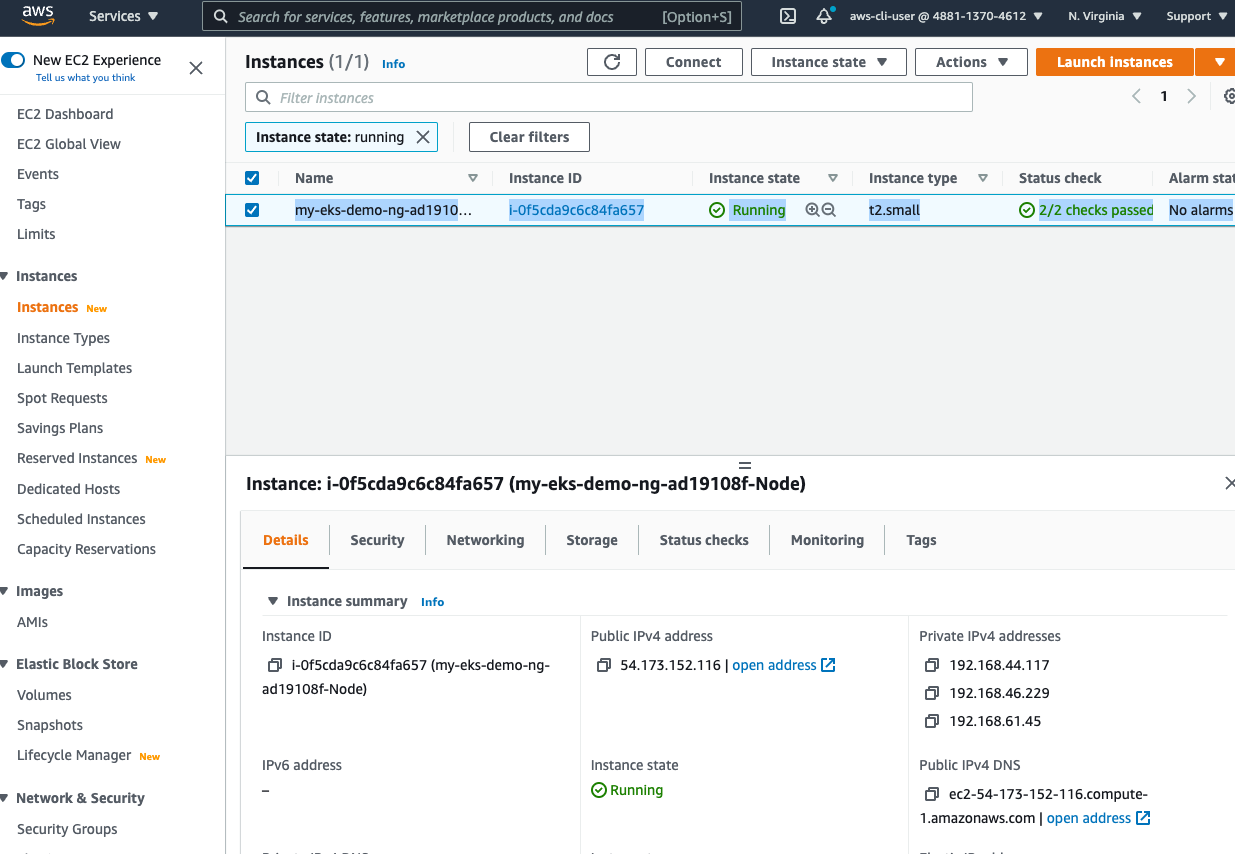 aws
Services
Search for services, features, marketplace products, and docs [Option+S]
aws-cli-user @ 4881-1370-4612
N. Virginia
Support
New EC2 Experience
Tell us what you think
EC2 Dashboard
EC2 Global View
Events
Tags
Limits
Instances
Instances New
Instance Types
Launch Templates
Spot Requests
Savings Plans
Reserved Instances New
Dedicated Hosts
Scheduled Instances
Capacity Reservations
Images
AMIs
Elastic Block Store
Volumes
Snapshots
Lifecycle Manager New
Network & Security
Security Groups
Instances (1/1) Info
Connect
Instance state
Actions
Launch instances
Filter instances
1
Instance state: running
Clear filters
Name Instance ID Instance state Instance type Status check Alarm stat
my-eks-demo-ng-ad1910… i-0f5cda9c6c84fa657 Running t2.small 2/2 checks passed No alarms
Instance: i-0f5cda9c6c84fa657 (my-eks-demo-ng-ad19108f-Node)
Details Security Networking Storage Status checks Monitoring Tags
Instance summary Info
Instance ID
i-0f5cda9c6c84fa657 (my-eks-demo-ng-
ad19108f-Node)
Public IPv4 address
54.173.152.116 | open address
Private IPv4 addresses
192.168.44.117
192.168.46.229
192.168.61.45
IPv6 address
–
Instance state
Running
Public IPv4 DNS
ec2-54-173-152-116.compute-
1.amazonaws.com | open address